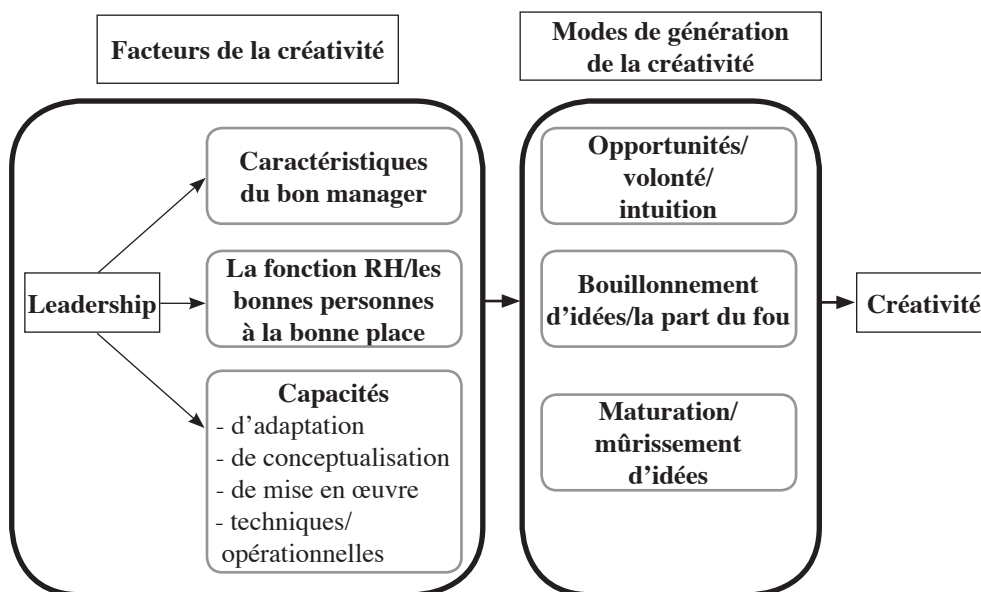 Facteurs de la créativité
Modes de génération
de la créativité
Leadership
Caractéristiques
du bon manager
La fonction RH/les
bonnes personnes
à la bonne place
Capacités
- d’adaptation
- de conceptualisation
- de mise en œuvre
- techniques/
opérationnelles
Opportunités/
volonté/
intuition
Bouillonnement
d’idées/la part du fou
Maturation/
mûrissement
d’idées
Créativité